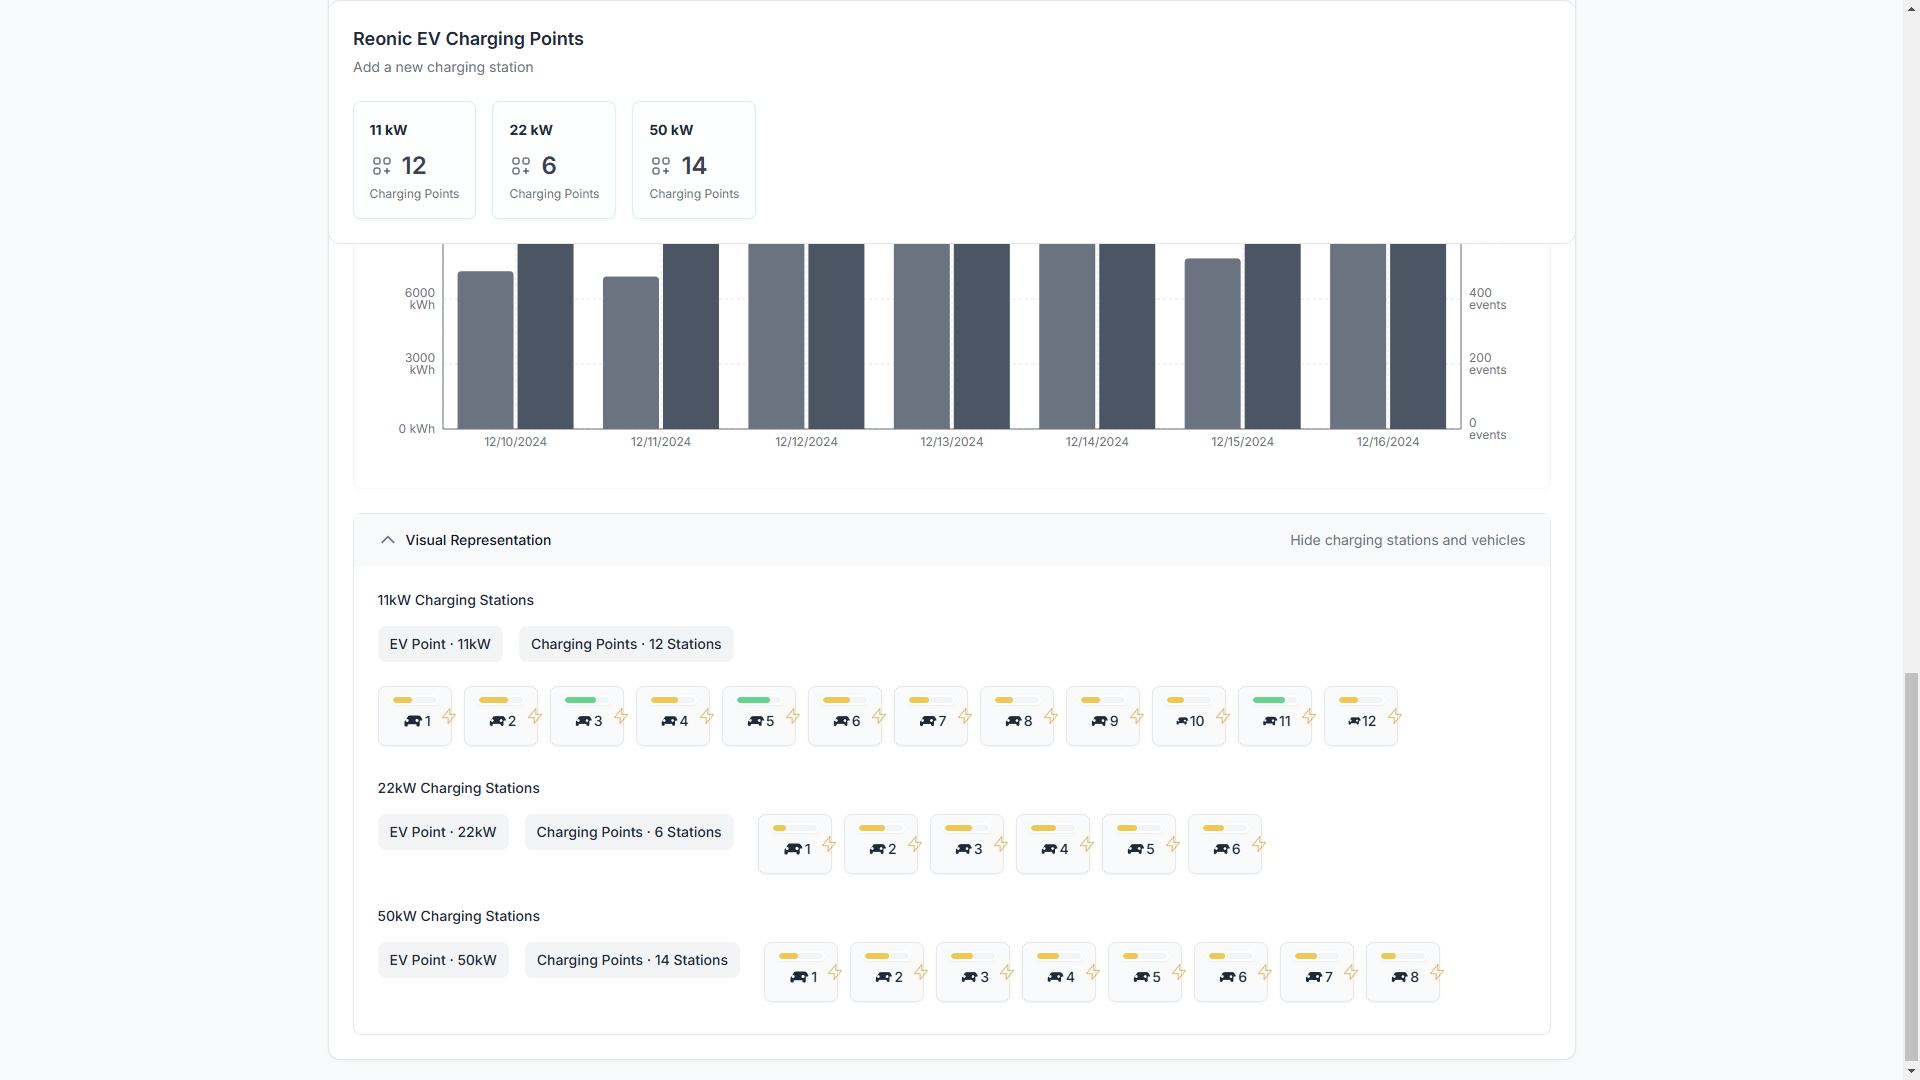 Reonic EV Charging Points
Add a new charging station
11 kW
22 kW
50 kW
12
6
14
Charging Points
Charging Points
Charging Points
6000
kWh
400
events
3000
kWh
200
events
0 kWh
0
events
12/10/2024
12/11/2024
12/12/2024
12/13/2024
12/14/2024
12/15/2024
12/16/2024
Visual Representation
Hide charging stations and vehicles
11kW Charging Stations
EV Point · 11kW
Charging Points · 12 Stations
1
2
3
4
5
6
7
8
9
10
11
12
22kW Charging Stations
EV Point · 22kW
Charging Points · 6 Stations
1
2
3
4
5
6
50kW Charging Stations
EV Point · 50kW
Charging Points · 14 Stations
1
2
3
4
5
6
7
8